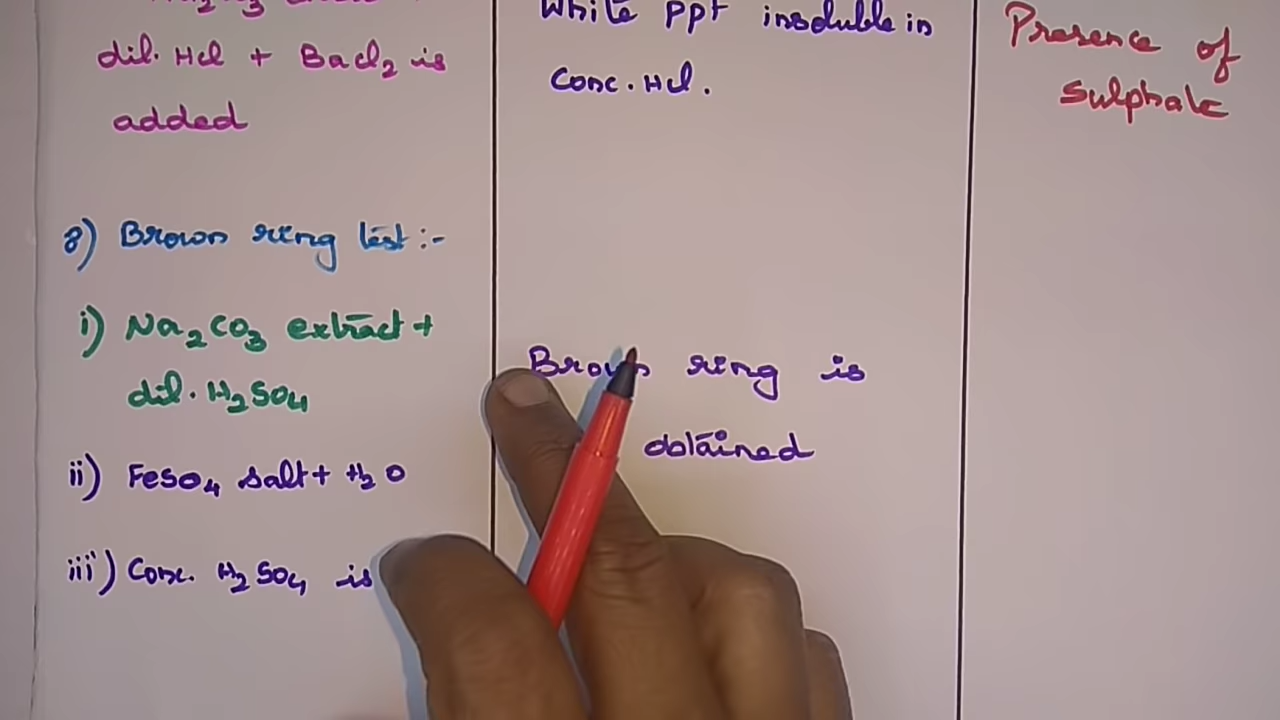 dil. HCl + BaCl2 is
added
8) Brown ring test :-
i) Na2CO3 extract +
dil. H2SO4
ii) FeSO4 salt + H2O
iii) Conc. H2SO4 is
White ppt insoluble in
Conc. HCl.
Brown ring is
obtained
Presence of
Sulphate